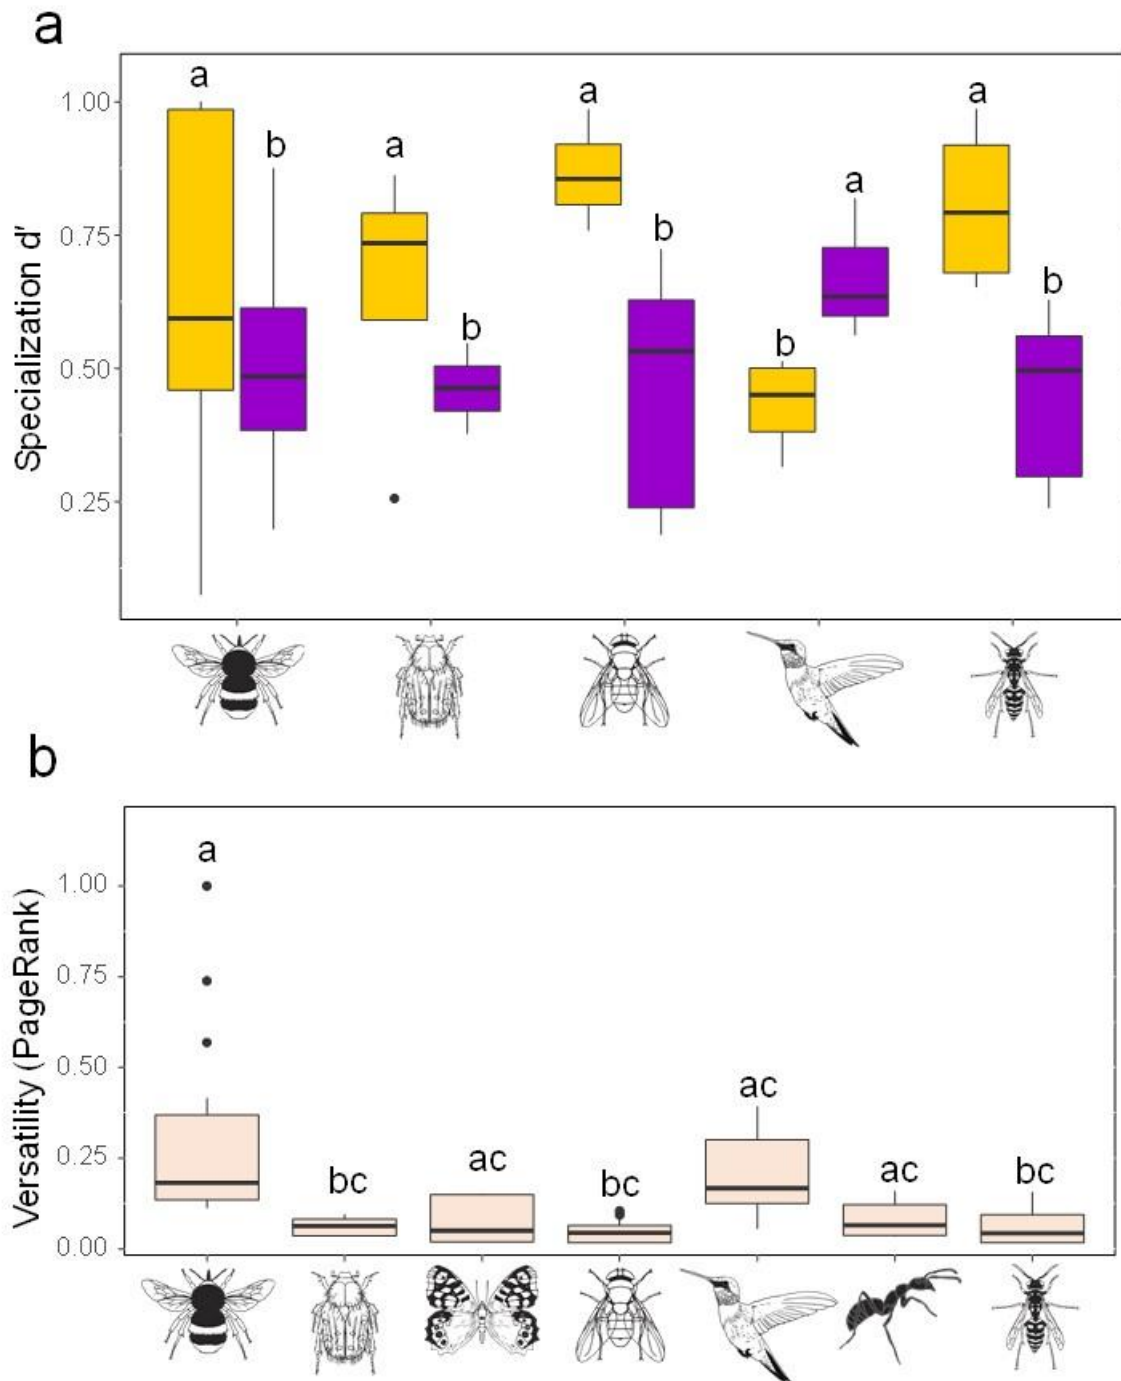 a
Specialization d'
1.00
0.75
0.50
0.25
a b a b a b b a a b
b
Versatility (PageRank)
1.00
0.75
0.50
0.25
0.00
a bc ac bc ac ac bc